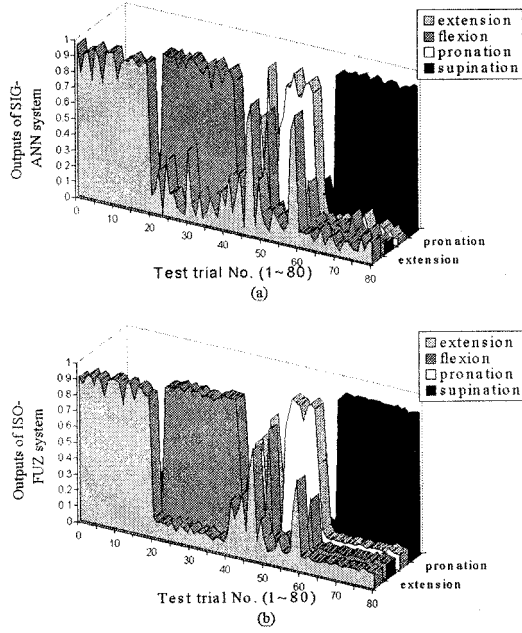 Outputs of SIG-
ANN system
1
0.9
0.8
0.7
0.6
0.5
0.4
0.3
0.2
0.1
0
0
10
20
30
40
50
60
70
80
Test trial No. (1~80)
pronation
extension
extension
flexion
pronation
supination
(a)
Outputs of ISO-
FUZ system
1
0.9
0.8
0.7
0.6
0.5
0.4
0.3
0.2
0.1
0
0
10
20
30
40
50
60
70
80
Test trial No. (1~80)
pronation
extension
extension
flexion
pronation
supination
(b)